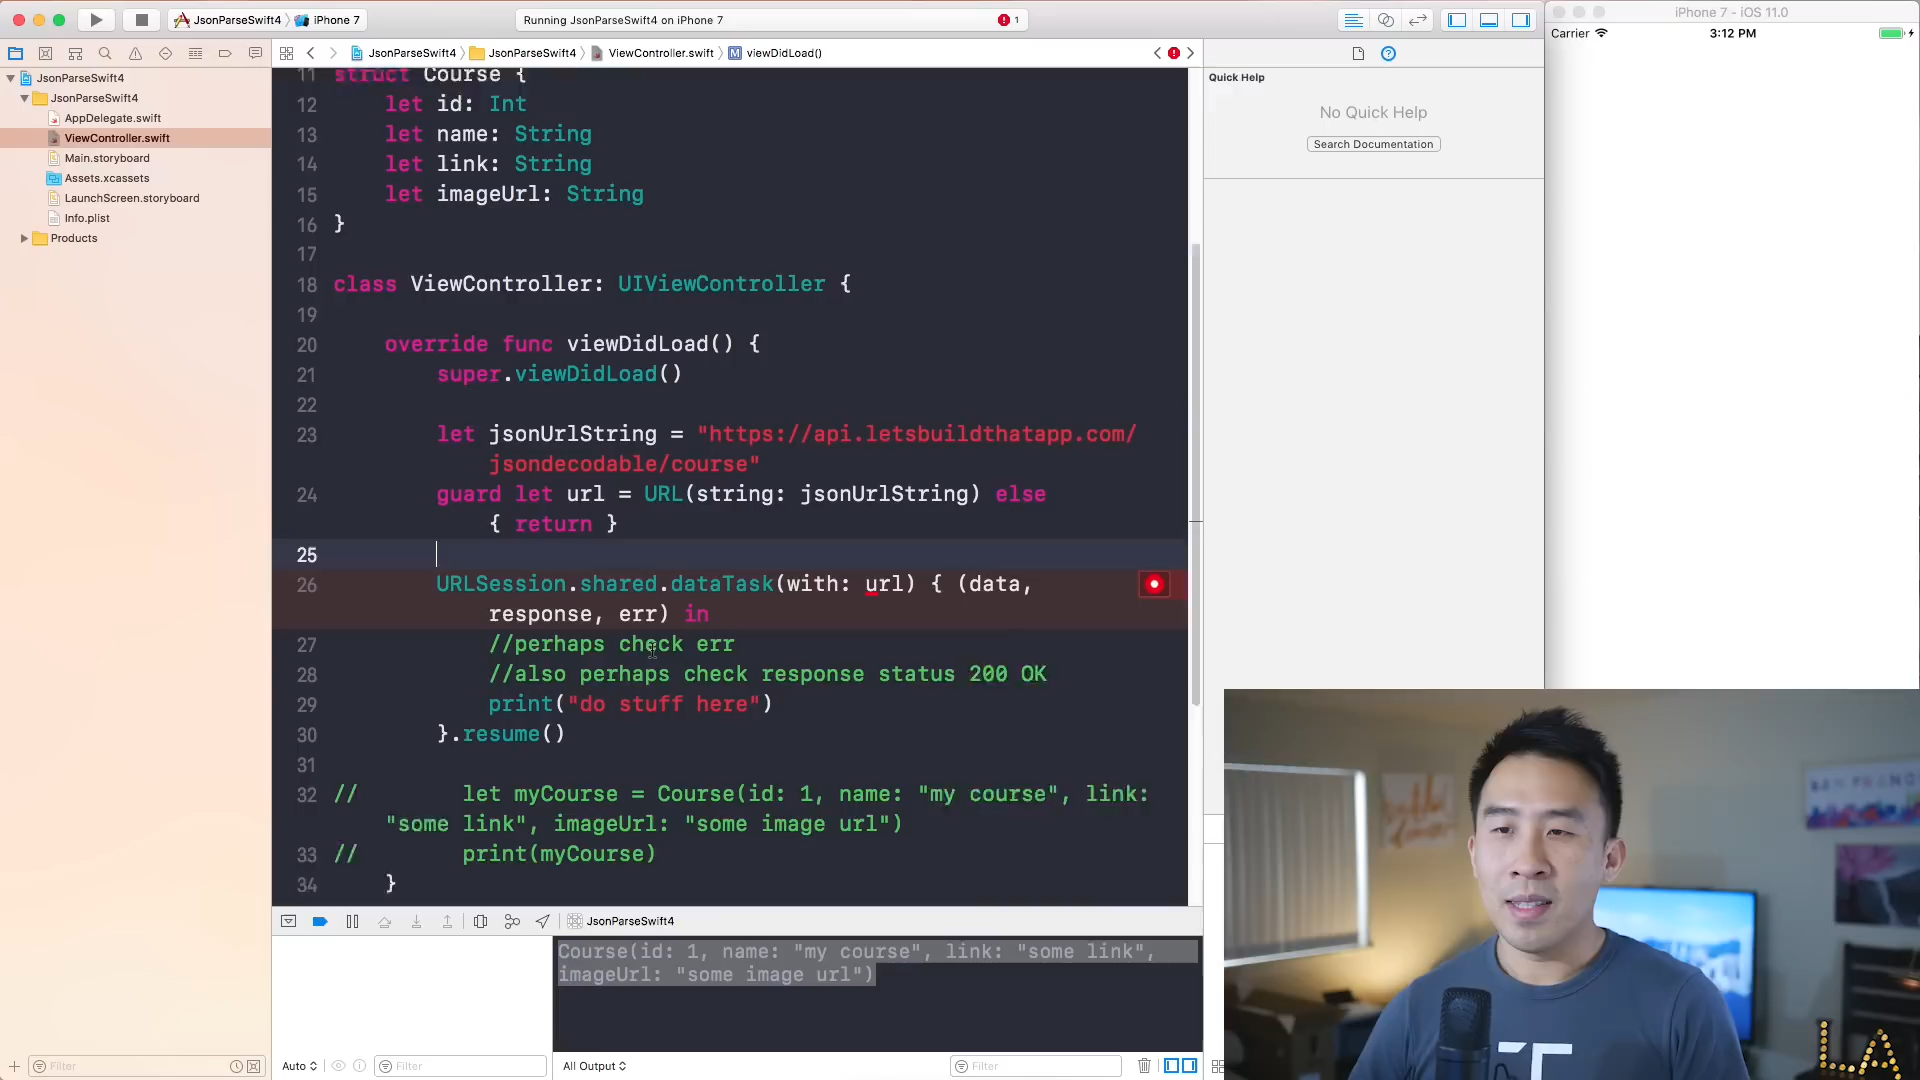 JsonParseSwift4 iPhone 7
Running JsonParseSwift4 on iPhone 7
1
iPhone 7 - iOS 11.0
Carrier
3:12 PM
JsonParseSwift4
JsonParseSwift4
ViewController.swift
M viewDidLoad()
JsonParseSwift4
JsonParseSwift4
AppDelegate.swift
ViewController.swift
Main.storyboard
Assets.xcassets
LaunchScreen.storyboard
Info.plist
Products
Quick Help
No Quick Help
Search Documentation
11 struct Course {
12 let id: Int
13 let name: String
14 let link: String
15 let imageUrl: String
16 }
17
18 class ViewController: UIViewController {
19
20 override func viewDidLoad() {
21 super.viewDidLoad()
22
23 let jsonUrlString = "https://api.letsbuildthatapp.com/
jsondecodable/course"
24 guard let url = URL(string: jsonUrlString) else
{ return }
25
26 URLSession.shared.dataTask(with: url) { (data,
response, err) in
27 //perhaps check err
28 //also perhaps check response status 200 OK
29 print("do stuff here")
30 }.resume()
31
32 // let myCourse = Course(id: 1, name: "my course", link:
"some link", imageUrl: "some image url")
33 // print(myCourse)
34 }
JsonParseSwift4
Course(id: 1, name: "my course", link: "some link",
imageUrl: "some image url")
Filter
Auto
Filter
All Output
Filter
LA